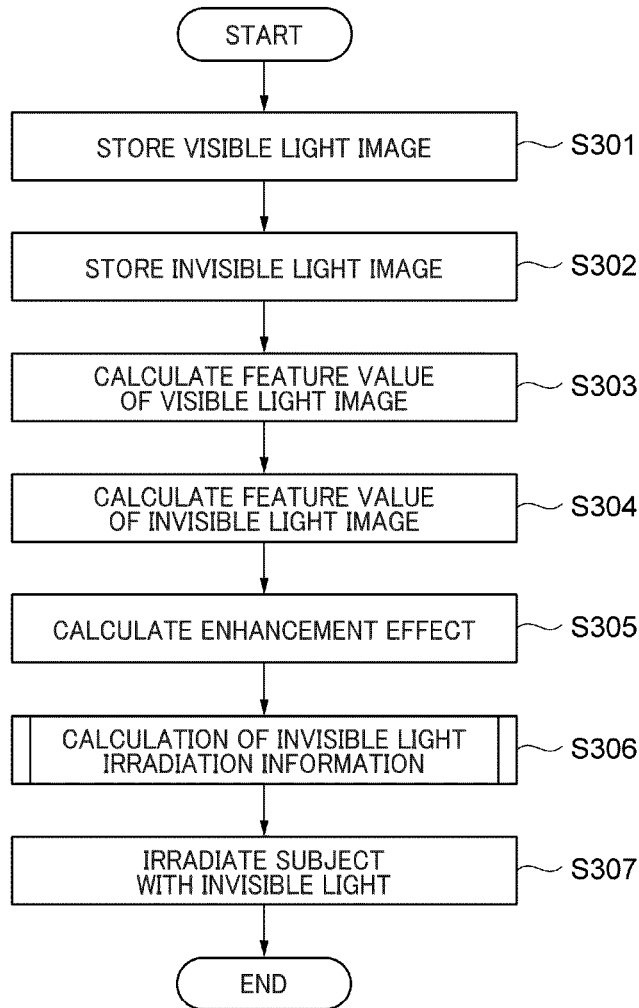 START
STORE VISIBLE LIGHT IMAGE
S301
STORE INVISIBLE LIGHT IMAGE
S302
CALCULATE FEATURE VALUE
OF VISIBLE LIGHT IMAGE
S303
CALCULATE FEATURE VALUE
OF INVISIBLE LIGHT IMAGE
S304
CALCULATE ENHANCEMENT EFFECT
S305
CALCULATION OF INVISIBLE LIGHT
IRRADIATION INFORMATION
S306
IRRADIATE SUBJECT
WITH INVISIBLE LIGHT
S307
END